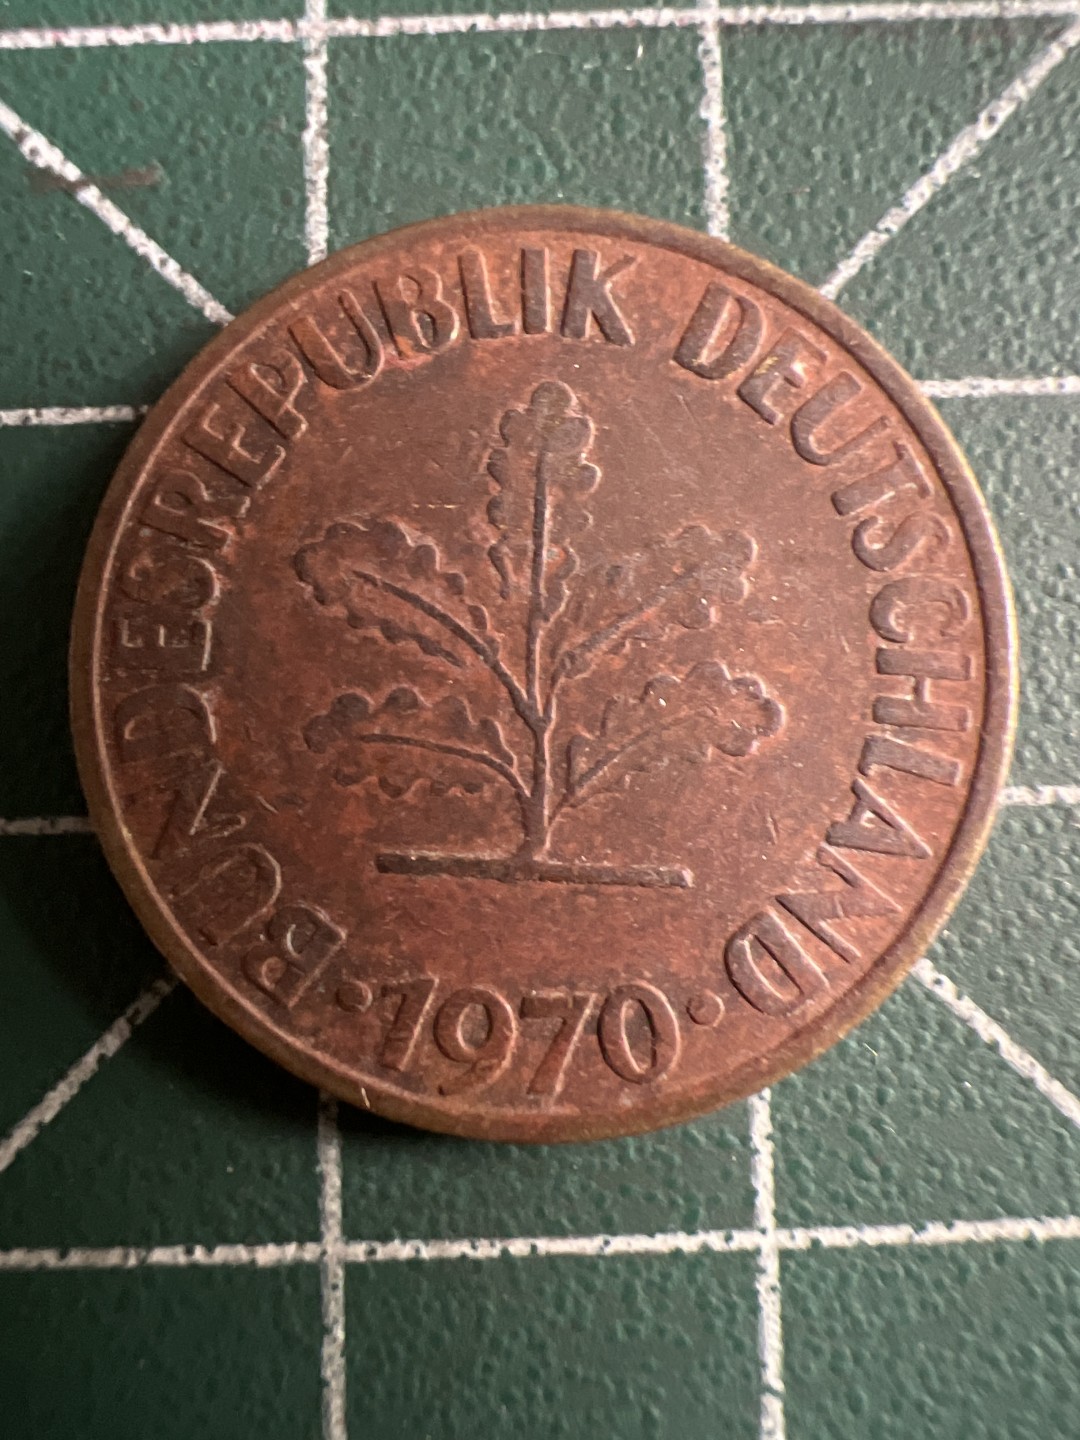 BUNDESREPUBLIK DEUTSCHLAND
· 1970 ·